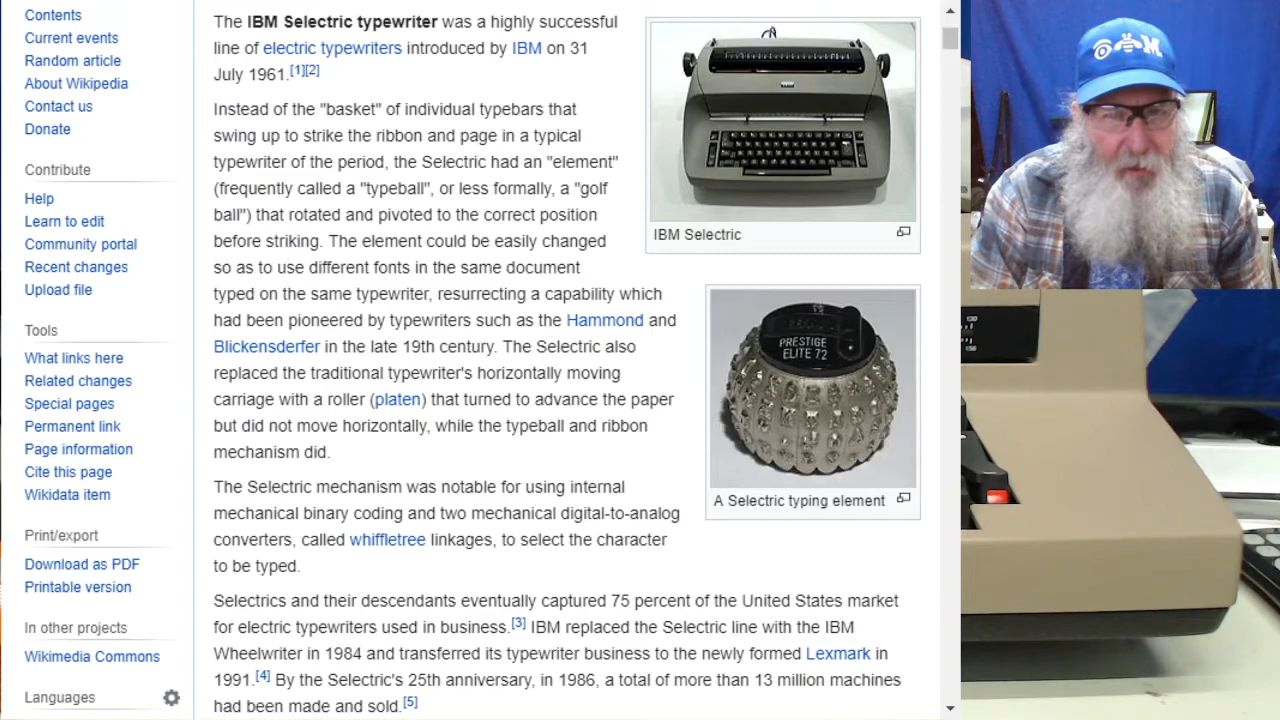 Contents
Current events
Random article
About Wikipedia
Contact us
Donate
Contribute
Help
Learn to edit
Community portal
Recent changes
Upload file
Tools
What links here
Related changes
Special pages
Permanent link
Page information
Cite this page
Wikidata item
Print/export
Download as PDF
Printable version
In other projects
Wikimedia Commons
Languages
The IBM Selectric typewriter was a highly successful
line of electric typewriters introduced by IBM on 31
July 1961.[1][2]
Instead of the "basket" of individual typebars that
swing up to strike the ribbon and page in a typical
typewriter of the period, the Selectric had an "element"
(frequently called a "typeball", or less formally, a "golf
ball") that rotated and pivoted to the correct position
before striking. The element could be easily changed
so as to use different fonts in the same document
typed on the same typewriter, resurrecting a capability which
had been pioneered by typewriters such as the Hammond and
Blickensderfer in the late 19th century. The Selectric also
replaced the traditional typewriter's horizontally moving
carriage with a roller (platen) that turned to advance the paper
but did not move horizontally, while the typeball and ribbon
mechanism did.
The Selectric mechanism was notable for using internal
mechanical binary coding and two mechanical digital-to-analog
converters, called whiffletree linkages, to select the character
to be typed.
Selectrics and their descendants eventually captured 75 percent of the United States market
for electric typewriters used in business.[3] IBM replaced the Selectric line with the IBM
Wheelwriter in 1984 and transferred its typewriter business to the newly formed Lexmark in
1991.[4] By the Selectric's 25th anniversary, in 1986, a total of more than 13 million machines
had been made and sold.[5]
IBM Selectric
PRESTIGE
ELITE 72
A Selectric typing element
M
130